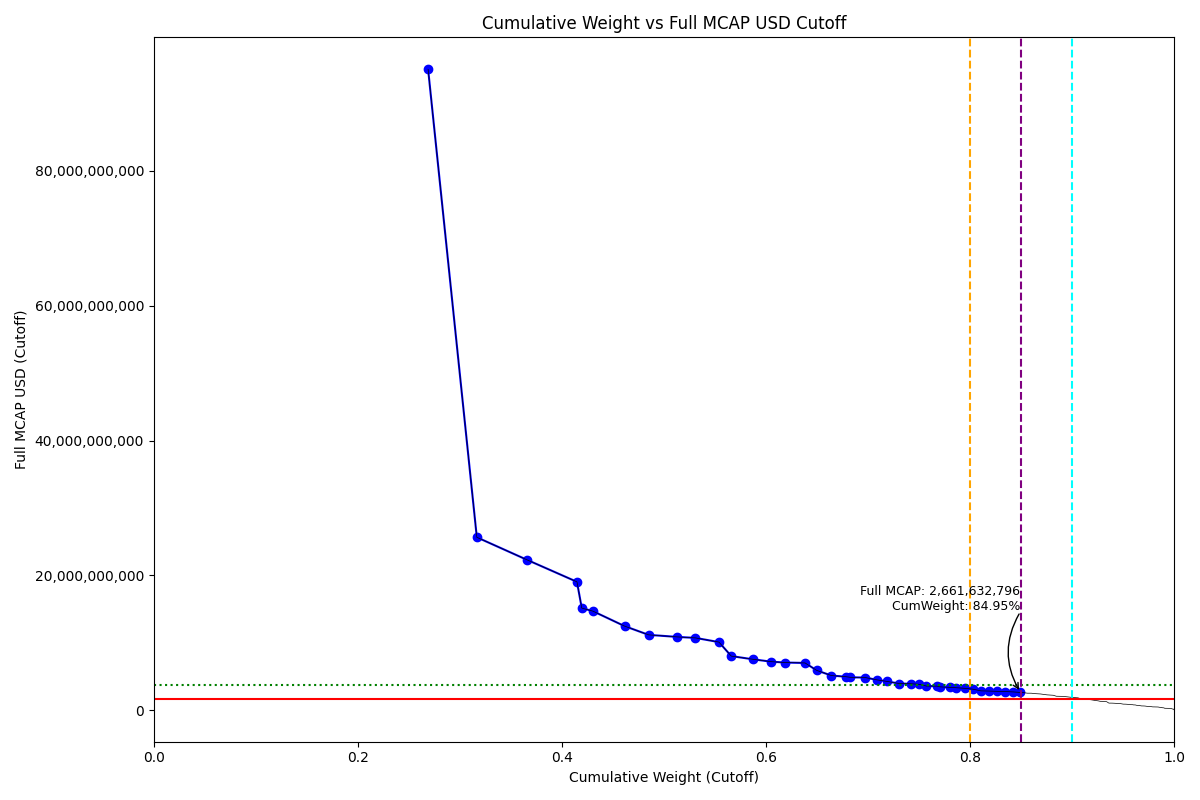 Cumulative Weight vs Full MCAP USD Cutoff
Full MCAP USD (Cutoff)
80,000,000,000
60,000,000,000
40,000,000,000
20,000,000,000
0
Full MCAP: 2,661,632,796
CumWeight: 84.95%
0.0
0.2
0.4
0.6
0.8
1.0
Cumulative Weight (Cutoff)